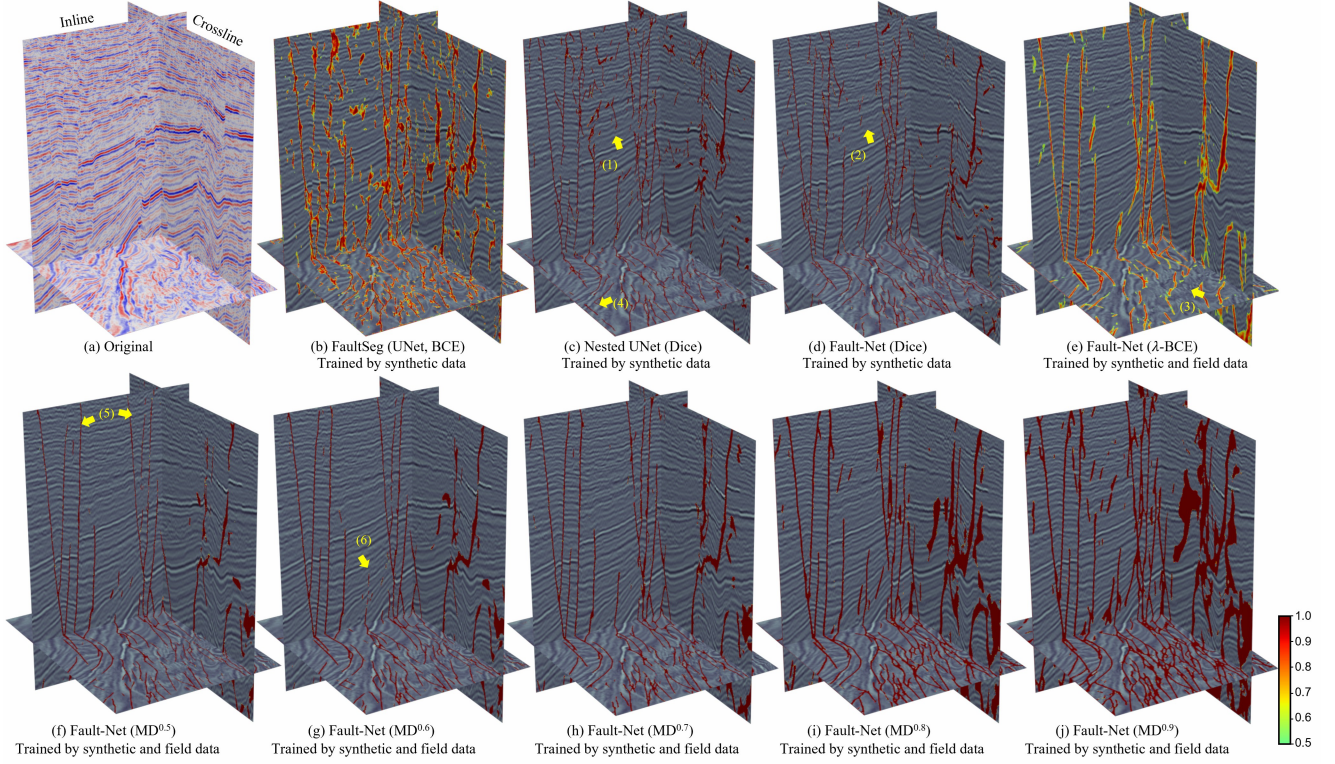 Inline
Crossline
(1)
(2)
(3)
(4)
(a) Original
(b) FaultSeg (UNet, BCE)
Trained by synthetic data
(c) Nested UNet (Dice)
Trained by synthetic data
(d) Fault-Net (Dice)
Trained by synthetic data
(e) Fault-Net (λ-BCE)
Trained by synthetic and field data
(5)
(6)
1.0
0.9
0.8
0.7
0.6
0.5
(f) Fault-Net (MD^0.5)
Trained by synthetic and field data
(g) Fault-Net (MD^0.6)
Trained by synthetic and field data
(h) Fault-Net (MD^0.7)
Trained by synthetic and field data
(i) Fault-Net (MD^0.8)
Trained by synthetic and field data
(j) Fault-Net (MD^0.9)
Trained by synthetic and field data